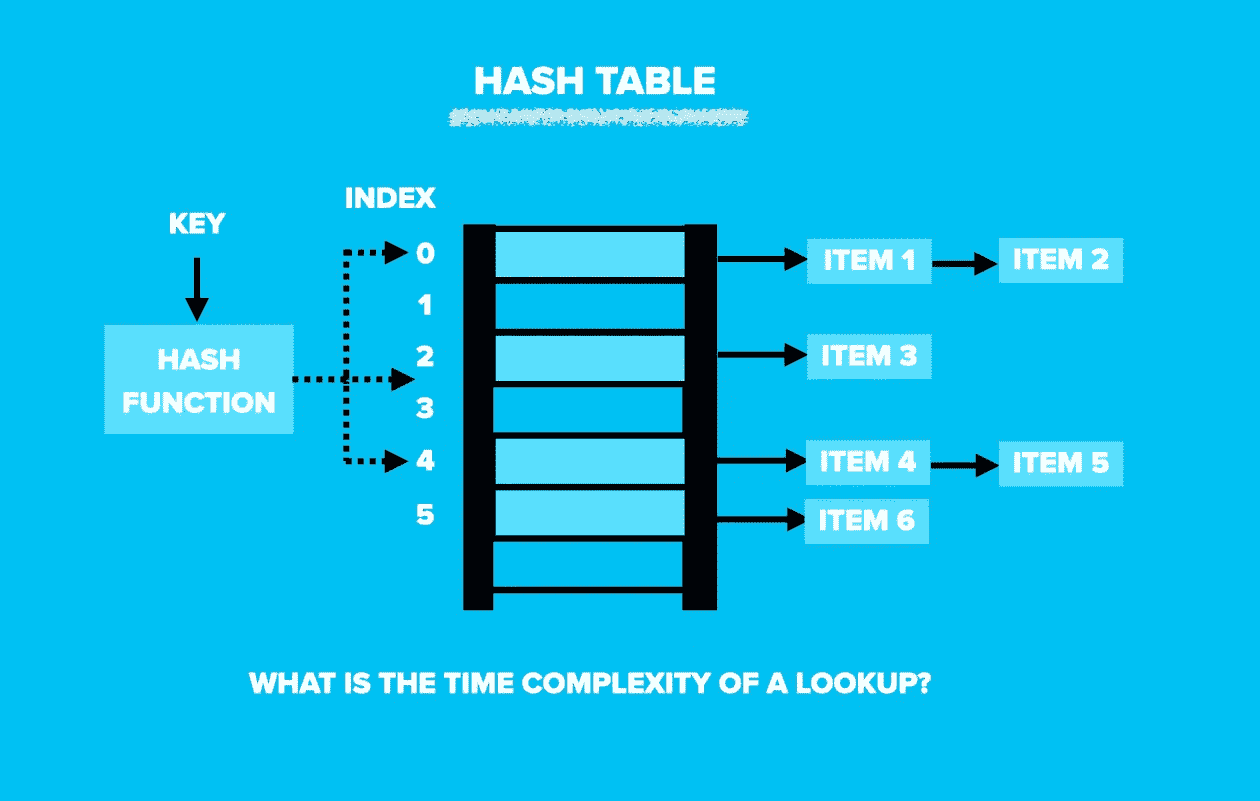 HASH TABLE
INDEX
KEY
0
ITEM 1
ITEM 2
1
2
ITEM 3
HASH
FUNCTION
3
4
ITEM 4
ITEM 5
5
ITEM 6
WHAT IS THE TIME COMPLEXITY OF A LOOKUP?